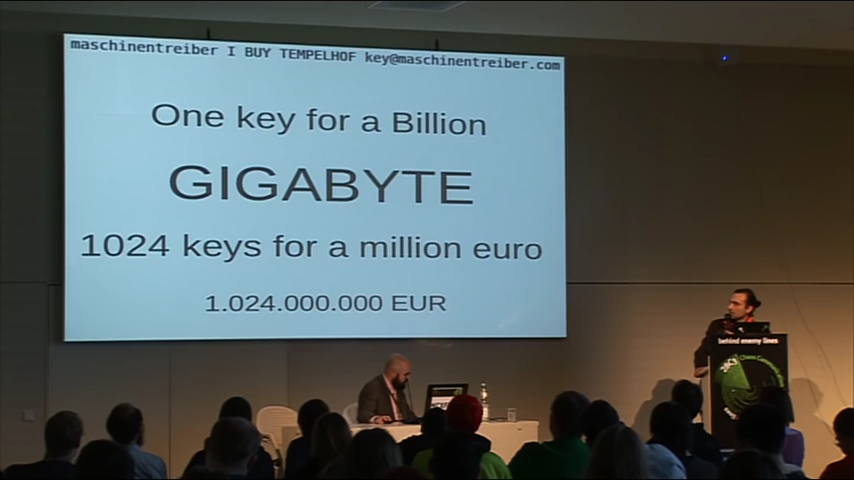 maschinentreiber I BUY TEMPELHOF key@maschinentreiber.com
One key for a Billion
GIGABYTE
1024 keys for a million euro
1.024.000.000 EUR
behind enemy lines